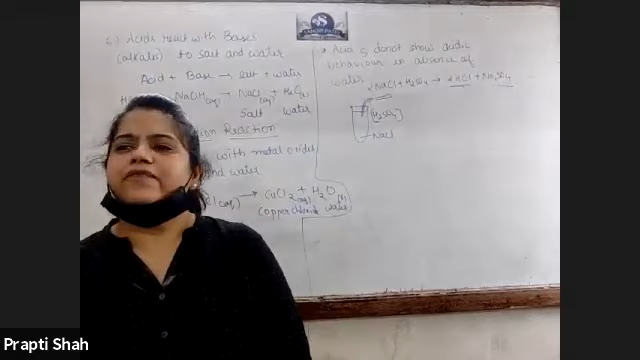 6.) Acids React with Bases
(alkalis) to salt and water
Acid + Base → salt + water
NaOH(aq) → NaCl(aq) + H2O(l)
Salt water
Reaction
with metal oxides
and water
→ CuCl2(aq) + H2O(l)
Copper chloride water
* Acids donot show acidic
behaviour in absence of
water
2NaCl + H2SO4 → 2HCl + Na2SO4
[H2SO4]
NaCl
Prapti Shah